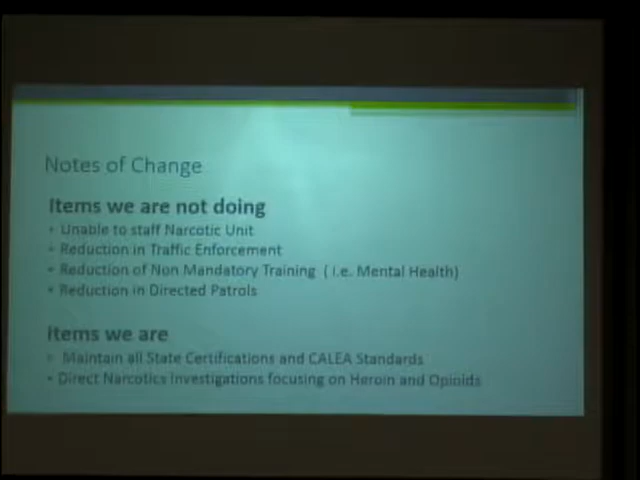 Notes of Change
Items we are not doing
• Unable to staff Narcotic Unit
• Reduction in Traffic Enforcement
• Reduction of Non Mandatory Training ( i.e. Mental Health)
• Reduction in Directed Patrols
Items we are
• Maintain all State Certifications and CALEA Standards
• Direct Narcotics Investigations focusing on Heroin and Opioids